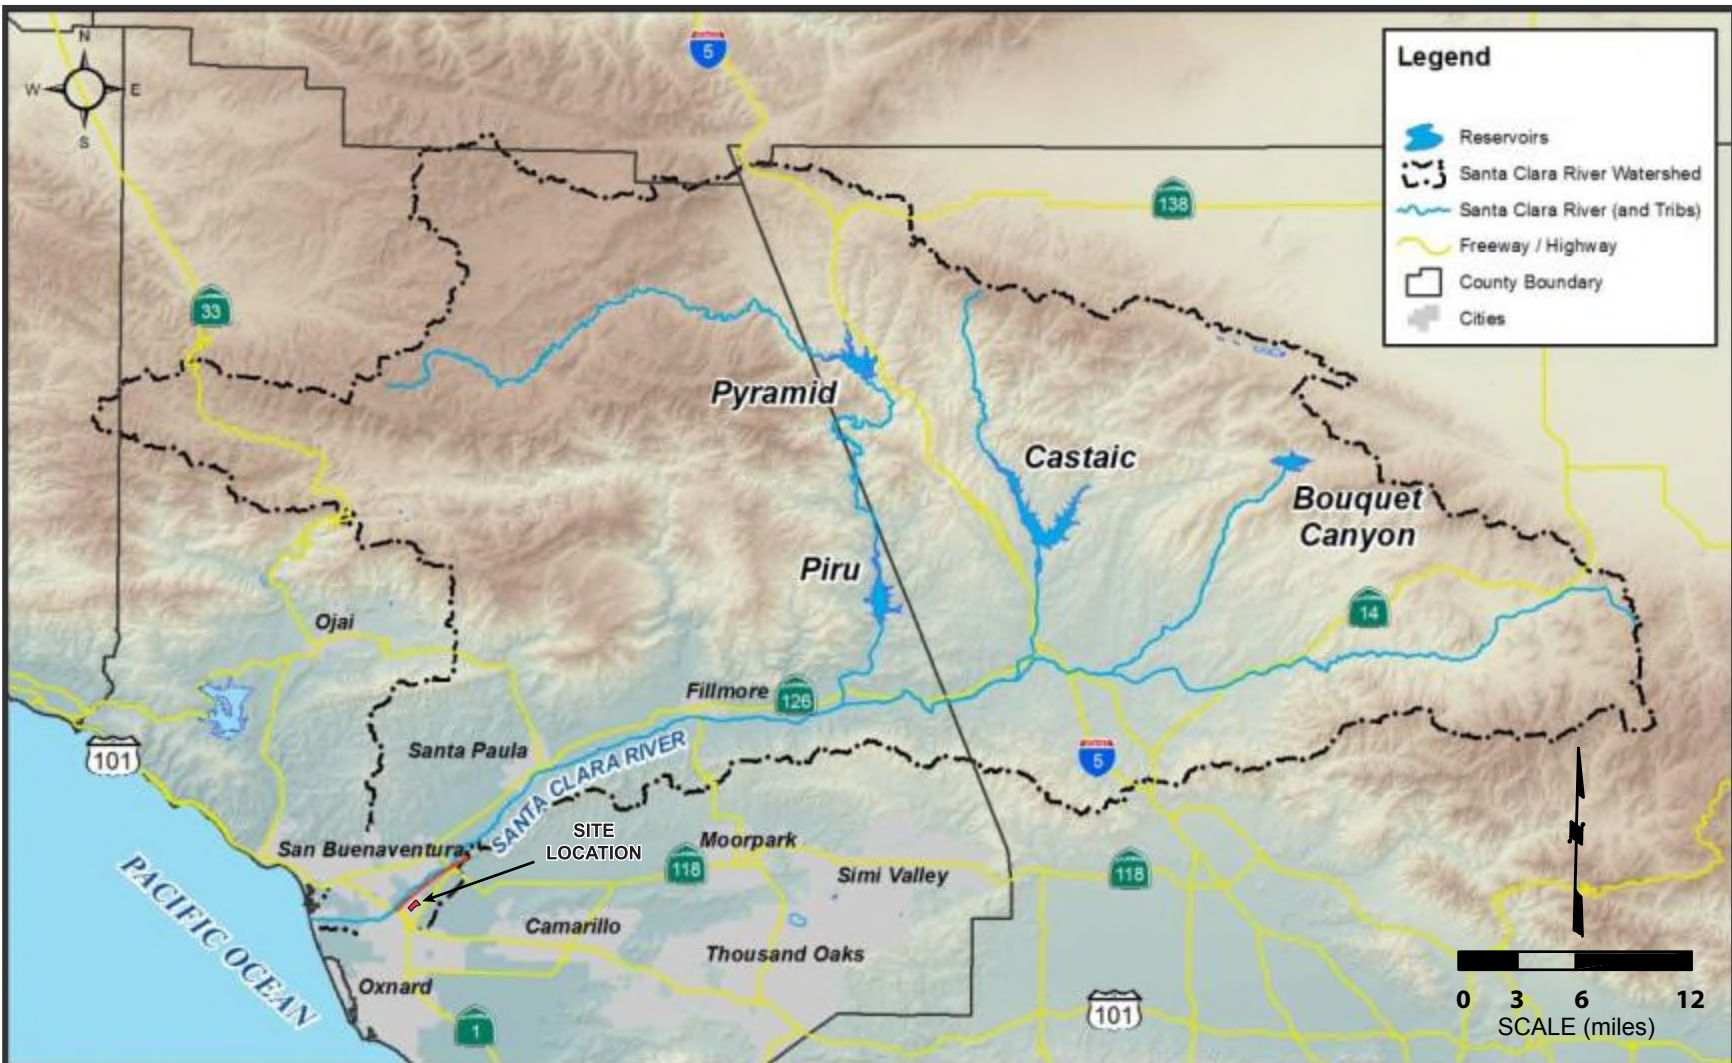 N
W
E
S
5
Legend
Reservoirs
Santa Clara River Watershed
Santa Clara River (and Tribs)
Freeway / Highway
County Boundary
Cities
138
33
Pyramid
Castaic
Bouquet
Canyon
Piru
14
Ojai
Fillmore
126
Santa Paula
SANTA CLARA RIVER
101
5
SITE
LOCATION
San Buenaventura
Moorpark
118
Simi Valley
118
Camarillo
Thousand Oaks
PACIFIC OCEAN
Oxnard
1
101
N
0 3 6 12
SCALE (miles)